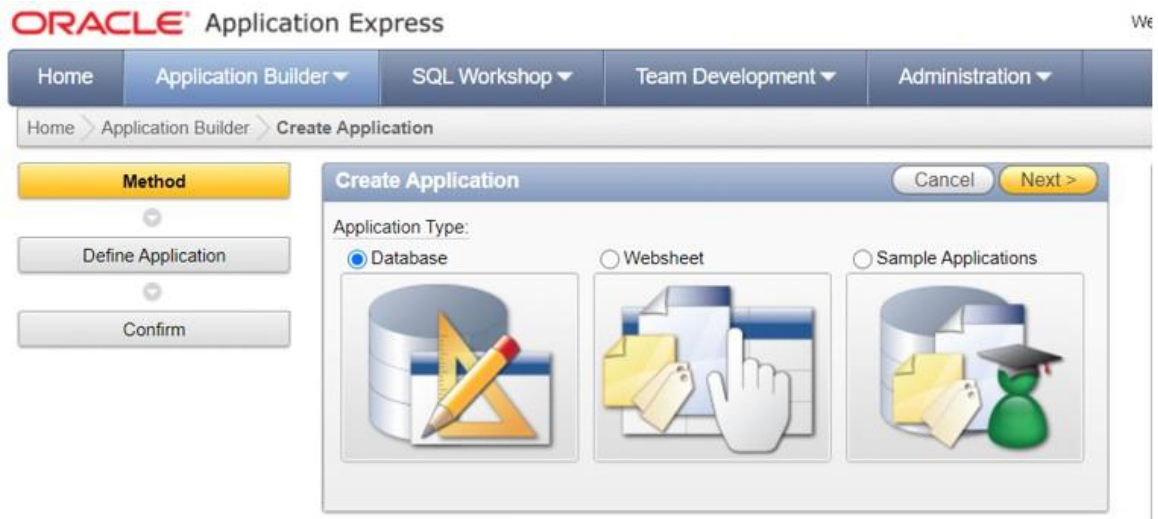 ORACLE Application Express
We
Home Application Builder SQL Workshop Team Development Administration
Home Application Builder Create Application
Method
Define Application
Confirm
Create Application Cancel Next >
Application Type:
Database Websheet Sample Applications